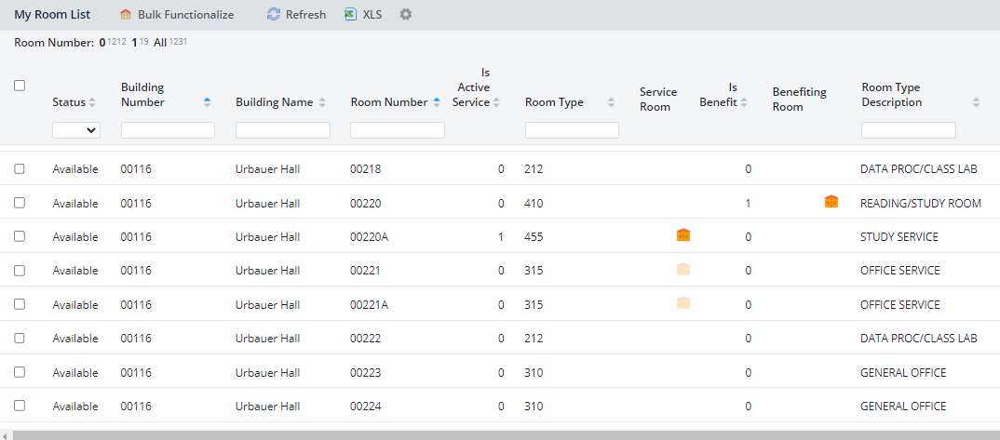 My Room List Bulk Functionalize Refresh XLS
Room Number: 0 1212 1 19 All 1231
Status Building Number Building Name Room Number Is Active Service Room Type Service Room Is Benefit Benefiting Room Room Type Description
Available 00116 Urbauer Hall 00218 0 212 0 DATA PROC/CLASS LAB
Available 00116 Urbauer Hall 00220 0 410 1 READING/STUDY ROOM
Available 00116 Urbauer Hall 00220A 1 455 0 STUDY SERVICE
Available 00116 Urbauer Hall 00221 0 315 0 OFFICE SERVICE
Available 00116 Urbauer Hall 00221A 0 315 0 OFFICE SERVICE
Available 00116 Urbauer Hall 00222 0 212 0 DATA PROC/CLASS LAB
Available 00116 Urbauer Hall 00223 0 310 0 GENERAL OFFICE
Available 00116 Urbauer Hall 00224 0 310 0 GENERAL OFFICE